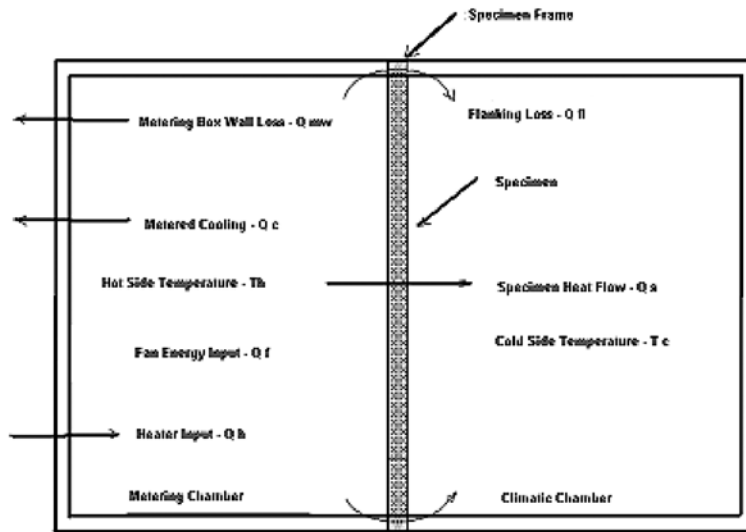 Specimen Frame
Metering Box Wall Loss - Q mw
Flanking Loss - Q fl
Specimen
Metered Cooling - Q c
Hot Side Temperature - Th
Specimen Heat Flow - Q s
Fan Energy Input - Q f
Cold Side Temperature - T c
Heater Input - Q h
Metering Chamber
Climatic Chamber